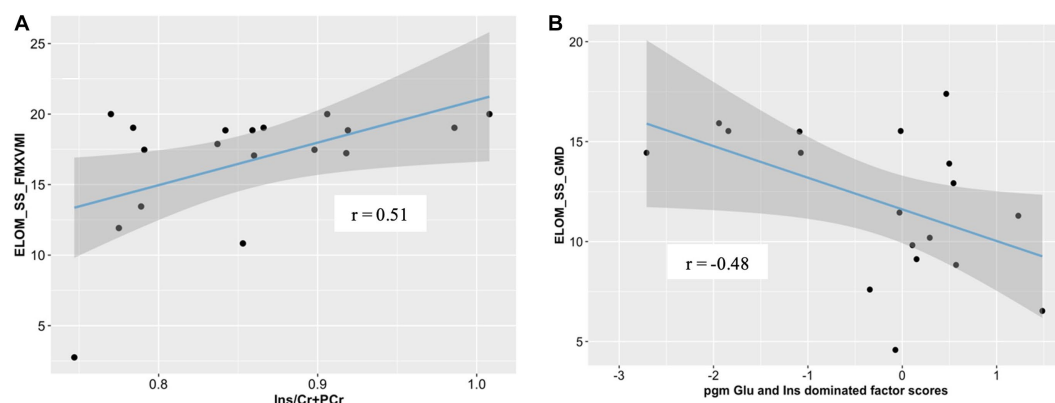 A
B
ELOM_SS_FMXVMI
25
20
15
10
5
r = 0.51
0.8
0.9
1.0
Ins/Cr+PCr
ELOM_SS_GMD
20
15
10
5
r = -0.48
-3
-2
-1
0
1
pgm Glu and Ins dominated factor scores